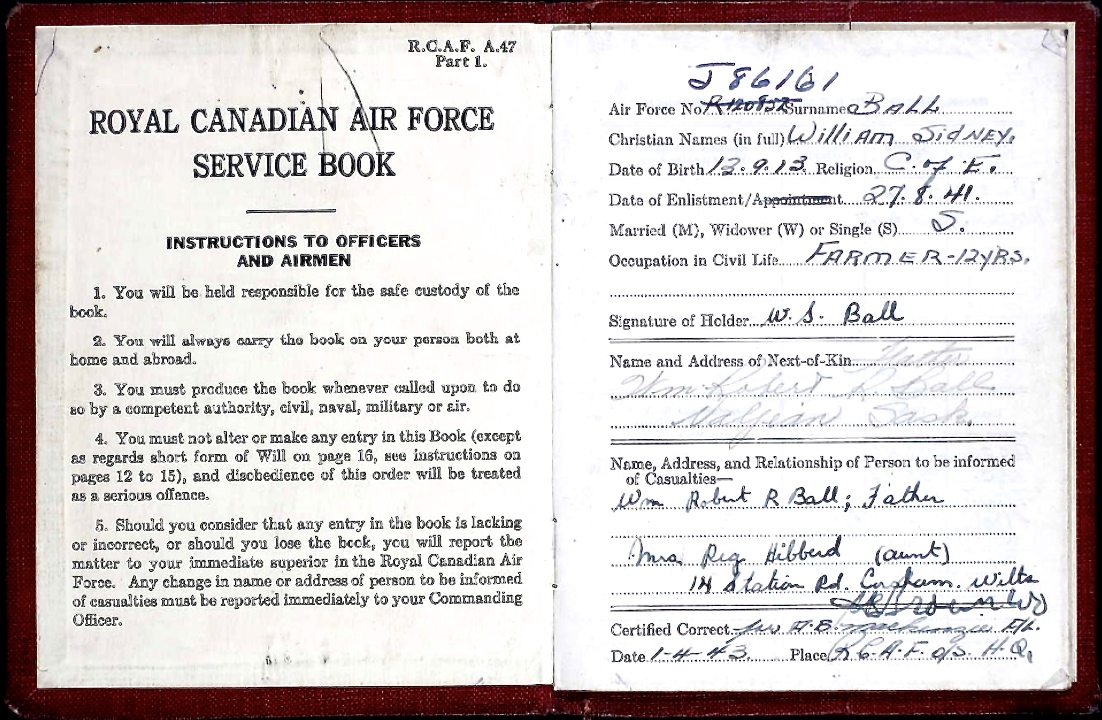 R.C.A.F. A.47
Part 1.
ROYAL CANADIAN AIR FORCE
SERVICE BOOK
INSTRUCTIONS TO OFFICERS
AND AIRMEN
1. You will be held responsible for the safe custody of the
book.
2. You will always carry the book on your person both at
home and abroad.
3. You must produce the book whenever called upon to do
so by a competent authority, civil, naval, military or air.
4. You must not alter or make any entry in this Book (except
as regards short form of Will on page 16, see instructions on
pages 12 to 15), and disobedience of this order will be treated
as a serious offence.
5. Should you consider that any entry in the book is lacking
or incorrect, or should you lose the book, you will report the
matter to your immediate superior in the Royal Canadian Air
Force. Any change in name or address of person to be informed
of casualties must be reported immediately to your Commanding
Officer.
J86161
Air Force No. R120852 Surname BALL
Christian Names (in full) WilliAM SidNEY.
Date of Birth 13.9.13. Religion C. of E.
Date of Enlistment/Appointment 27.8.41.
Married (M), Widower (W) or Single (S) S.
Occupation in Civil Life FARMER-12YRS.
Signature of Holder W. S. Ball
Name and Address of Next-of-Kin Father
Wm Robert R Ball
Valjean Sask.
Name, Address, and Relationship of Person to be informed
of Casualties—
Wm Robert R Ball; Father
Mrs Reg Hibberd (aunt)
14 Station Rd. Corsham. Wilts
Certified Correct for A.B. Mackenzie F/L.
Date 1-4-43. Place R.C.A.F. o/s H.Q.